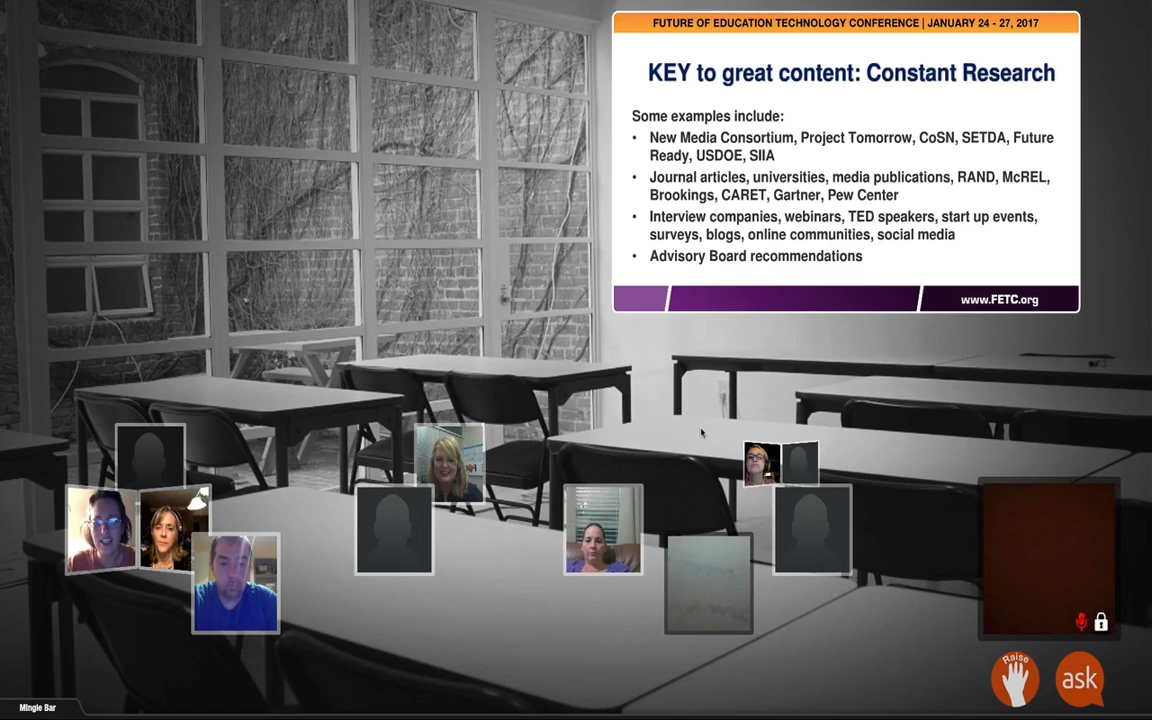 FUTURE OF EDUCATION TECHNOLOGY CONFERENCE | JANUARY 24 - 27, 2017
KEY to great content: Constant Research
Some examples include:
• New Media Consortium, Project Tomorrow, CoSN, SETDA, Future
Ready, USDOE, SIIA
• Journal articles, universities, media publications, RAND, McREL,
Brookings, CARET, Gartner, Pew Center
• Interview companies, webinars, TED speakers, start up events,
surveys, blogs, online communities, social media
• Advisory Board recommendations
www.FETC.org
Raise
ask
Mingle Bar